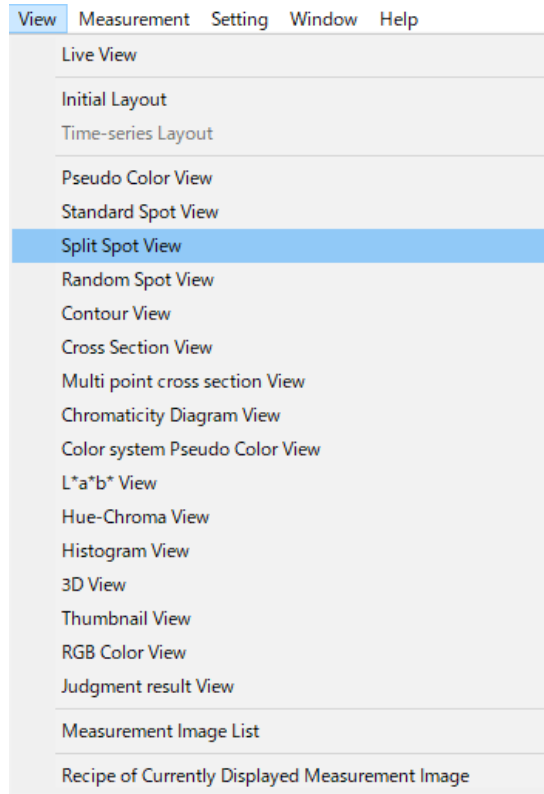 View Measurement Setting Window Help
Live View
Initial Layout
Time-series Layout
Pseudo Color View
Standard Spot View
Split Spot View
Random Spot View
Contour View
Cross Section View
Multi point cross section View
Chromaticity Diagram View
Color system Pseudo Color View
L*a*b* View
Hue-Chroma View
Histogram View
3D View
Thumbnail View
RGB Color View
Judgment result View
Measurement Image List
Recipe of Currently Displayed Measurement Image